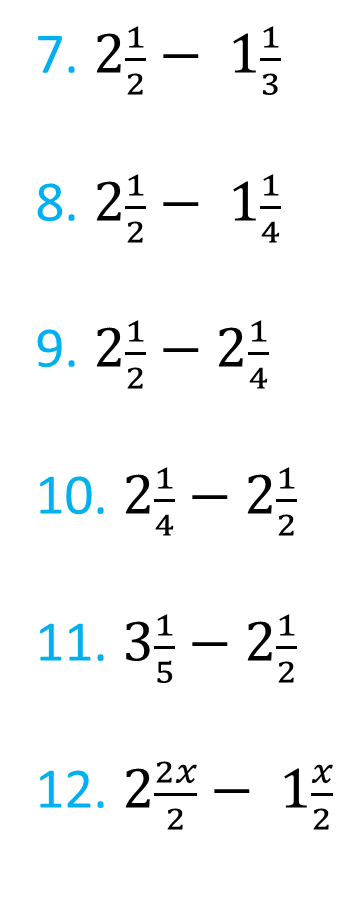 7. 2 1/2 − 1 1/3
8. 2 1/2 − 1 1/4
9. 2 1/2 − 2 1/4
10. 2 1/4 − 2 1/2
11. 3 1/5 − 2 1/2
12. 2 2x/2 − 1 x/2